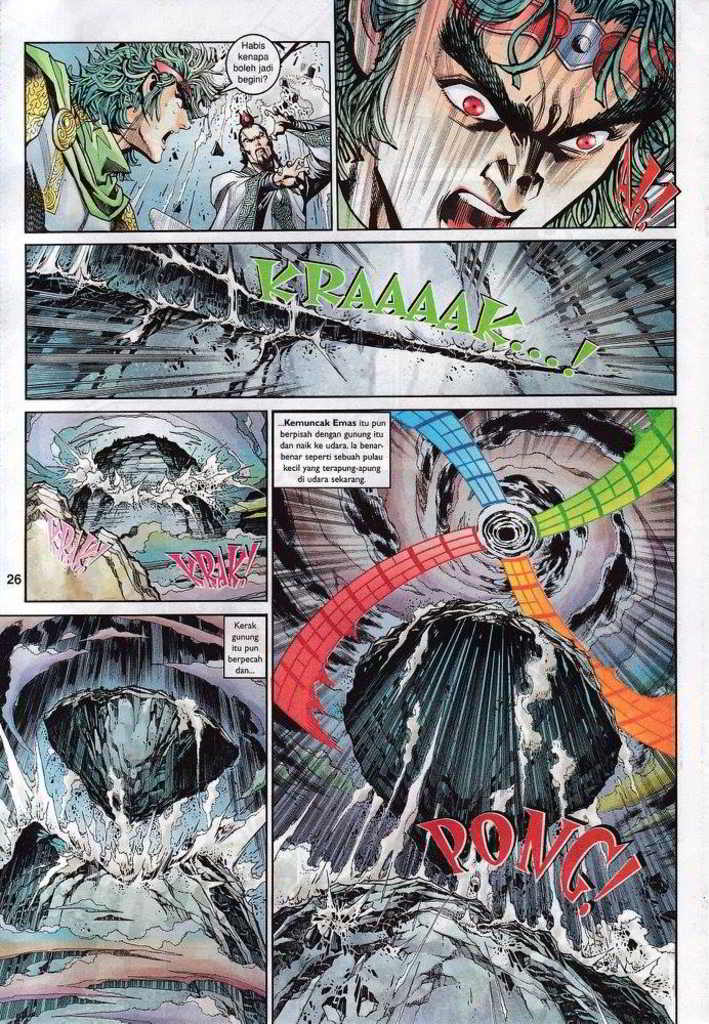 Habis
kenapa
boleh jadi
begini?
Ah!
KRAAAAK....!
KRAK!
KRAK!
...Kemuncak Emas itu pun
berpisah dengan gunung itu
dan naik ke udara. Ia benar-
benar seperti sebuah pulau
kecil yang terapung-apung
di udara sekarang.
26
Kerak
gunung
itu pun
berpecah
dan...
PONG!